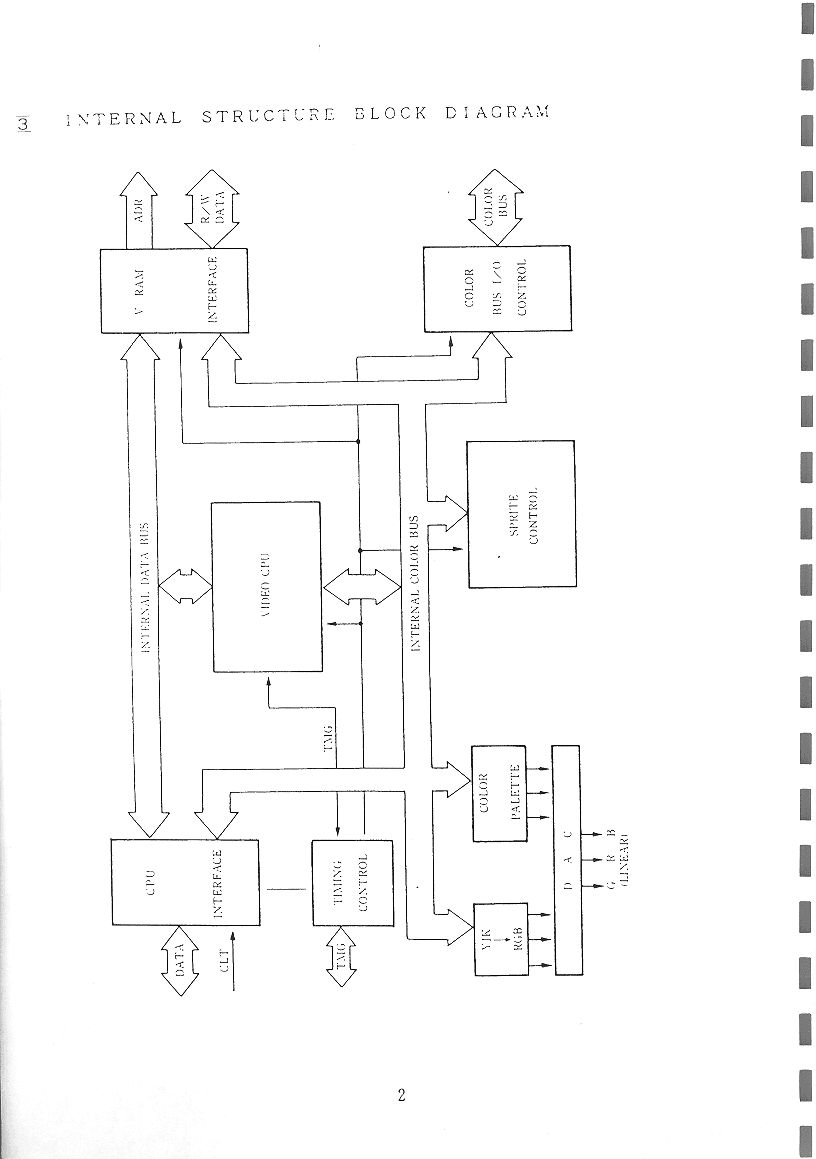 3 INTERNAL STRUCTURE BLOCK DIAGRAM
ADR
R/W
DATA
COLOR
BUS
V RAM
INTERFACE
COLOR
BUS I/O
CONTROL
INTERNAL DATA BUS
VIDEO CPU
INTERNAL COLOR BUS
SPRITE
CONTROL
TMG
CPU
INTERFACE
TIMING
CONTROL
COLOR
PALETTE
YJK
RGB
D A C
G R B
(LINEAR)
DATA
CLT
TMG
2